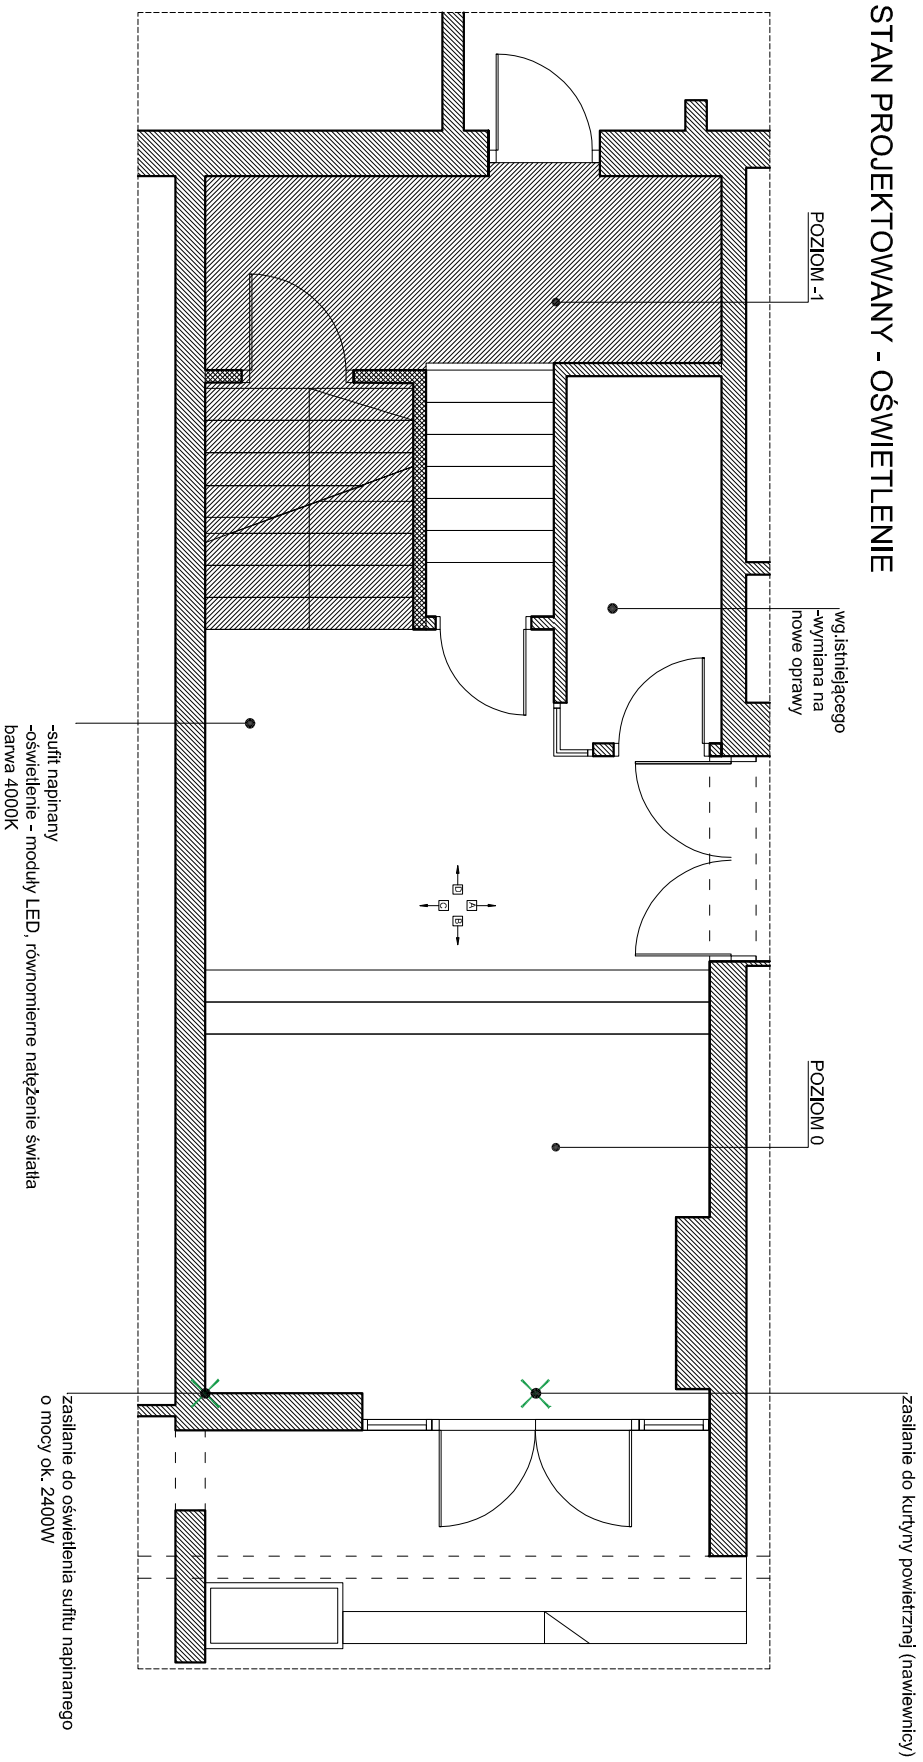 STAN PROJEKTOWANY - OŚWIETLENIE
POZIOM -1
wg.istniejącego
-wymiana na
nowe oprawy
POZIOM 0
zasilanie do kurtyny powietrznej (nawiewnicy)
A
B
C
D
-sufit napinany
-oświetlenie - moduły LED, równomierne natężenie światła
barwa 4000K
zasilanie do oświetlenia sufitu napinanego
o mocy ok. 2400W